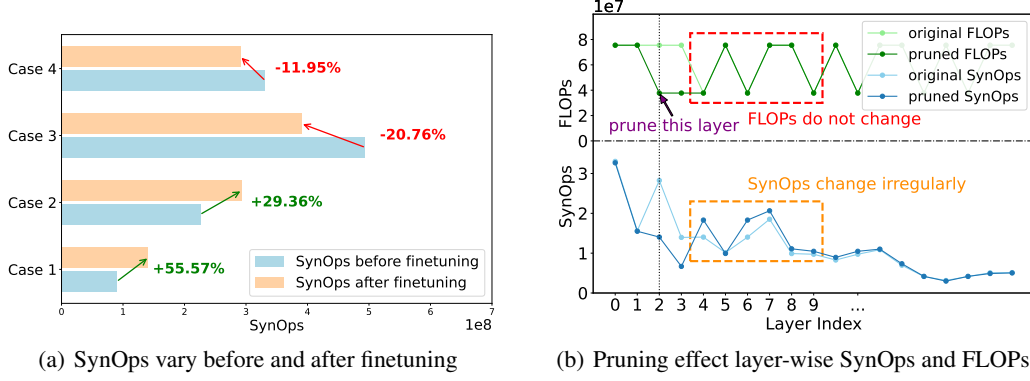 Case 4
Case 3
Case 2
Case 1
-11.95%
-20.76%
+29.36%
+55.57%
SynOps before finetuning
SynOps after finetuning
0 1 2 3 4 5 6 7
SynOps
1e8
(a) SynOps vary before and after finetuning
1e7
FLOPs
8
6
4
2
0
original FLOPs
pruned FLOPs
original SynOps
pruned SynOps
prune this layer
FLOPs do not change
SynOps
3
2
1
0
SynOps change irregularly
0 1 2 3 4 5 6 7 8 9 ...
Layer Index
(b) Pruning effect layer-wise SynOps and FLOPs